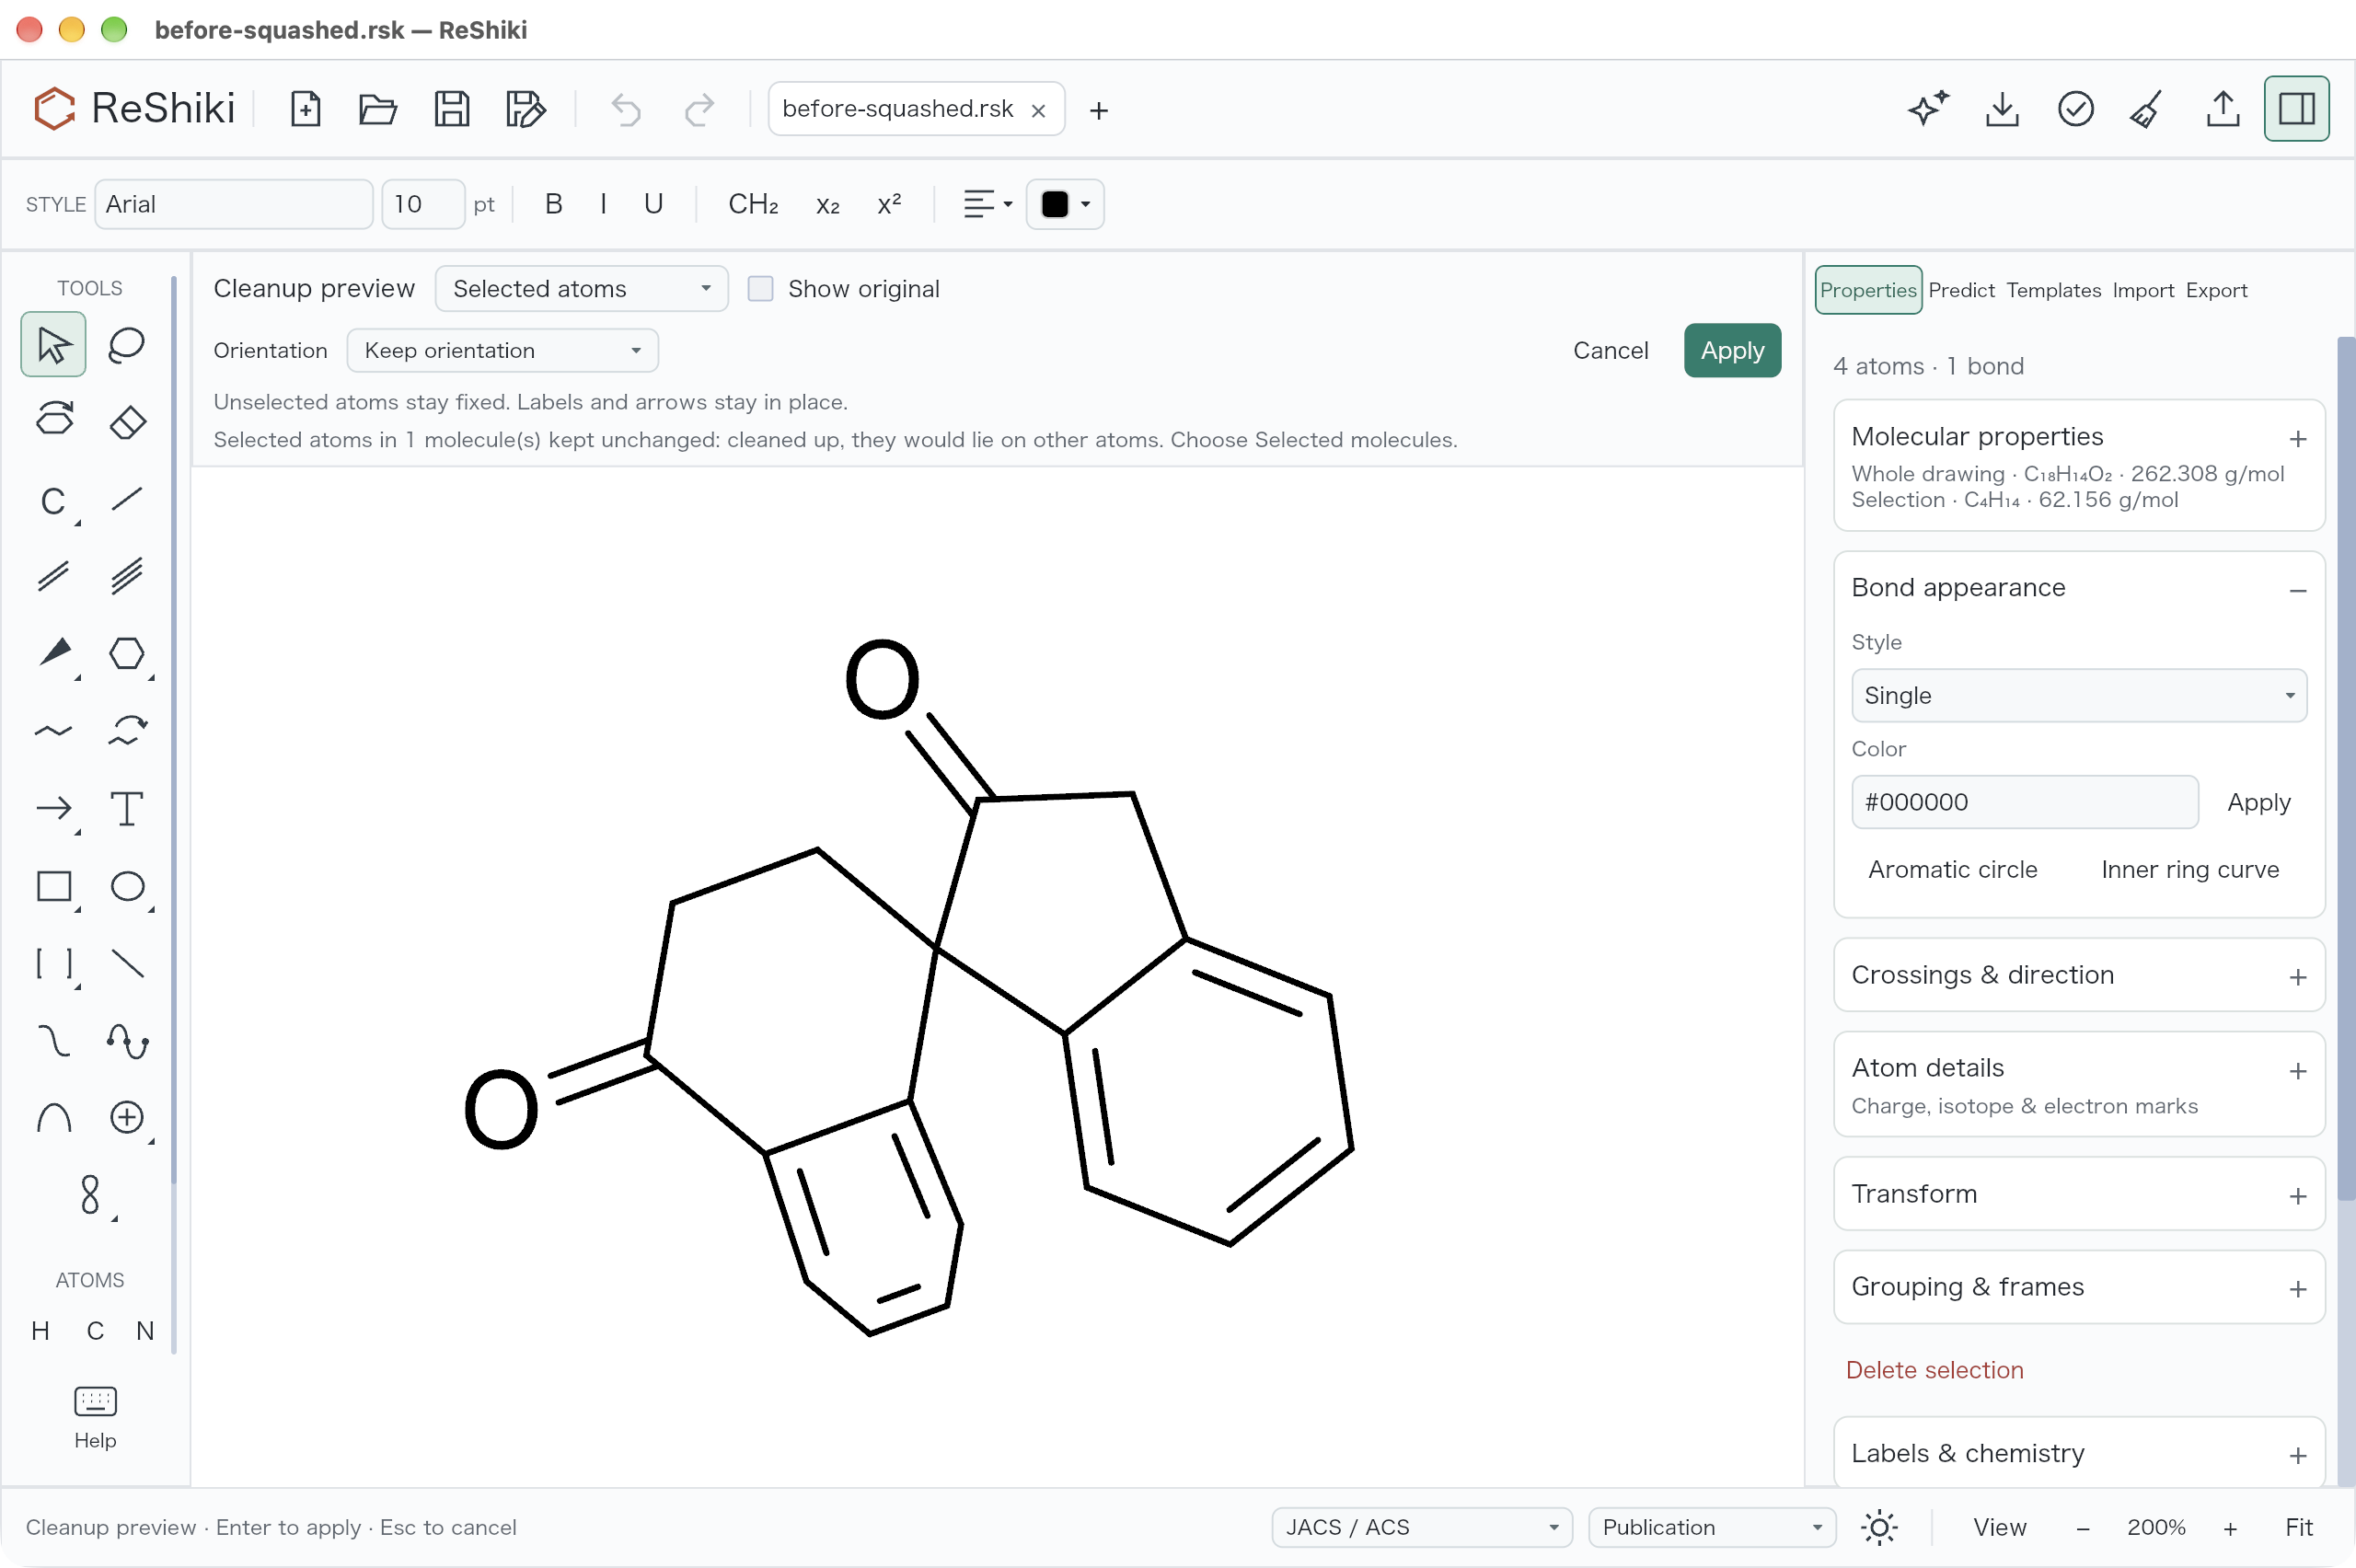 before-squashed.rsk — ReShiki
ReShiki
before-squashed.rsk × +
STYLE Arial 10 pt B I U CH₂ x₂ x²
TOOLS
Cleanup preview Selected atoms Show original
Orientation Keep orientation Cancel Apply
Unselected atoms stay fixed. Labels and arrows stay in place.
Selected atoms in 1 molecule(s) kept unchanged: cleaned up, they would lie on other atoms. Choose Selected molecules.
C
T
[ ]
ATOMS
H C N
Help
O
O
Properties Predict Templates Import Export
4 atoms · 1 bond
Molecular properties +
Whole drawing · C₁₈H₁₄O₂ · 262.308 g/mol
Selection · C₄H₁₄ · 62.156 g/mol
Bond appearance −
Style
Single
Color
#000000 Apply
Aromatic circle Inner ring curve
Crossings & direction +
Atom details +
Charge, isotope & electron marks
Transform +
Grouping & frames +
Delete selection
Labels & chemistry +
Cleanup preview · Enter to apply · Esc to cancel JACS / ACS Publication View − 200% + Fit